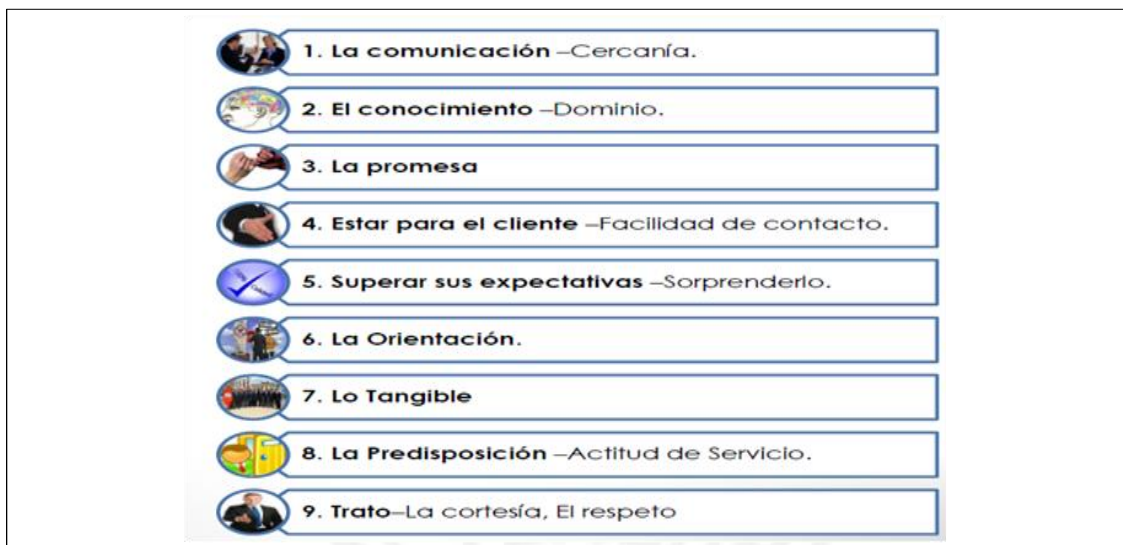 1. La comunicación –Cercanía.
2. El conocimiento –Dominio.
3. La promesa
4. Estar para el cliente –Facilidad de contacto.
5. Superar sus expectativas –Sorprenderlo.
6. La Orientación.
7. Lo Tangible
8. La Predisposición –Actitud de Servicio.
9. Trato–La cortesía, El respeto